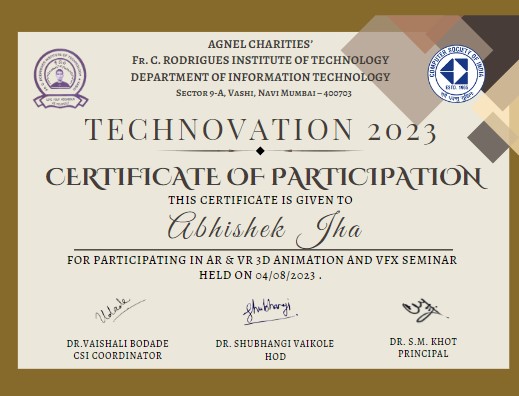 AGNEL CHARITIES'
FR. C. RODRIGUES INSTITUTE OF TECHNOLOGY
DEPARTMENT OF INFORMATION TECHNOLOGY
SECTOR 9-A, VASHI, NAVI MUMBAI – 400703
COMPUTER SOCIETY OF INDIA
ESTD. 1965
TECHNOVATION 2023
CERTIFICATE OF PARTICIPATION
THIS CERTIFICATE IS GIVEN TO
Abhishek Jha
FOR PARTICIPATING IN AR & VR 3D ANIMATION AND VFX SEMINAR
HELD ON 04/08/2023 .
Udade
Shubhangi
DR.VAISHALI BODADE
DR. SHUBHANGI VAIKOLE
DR. S.M. KHOT
CSI COORDINATOR
HOD
PRINCIPAL